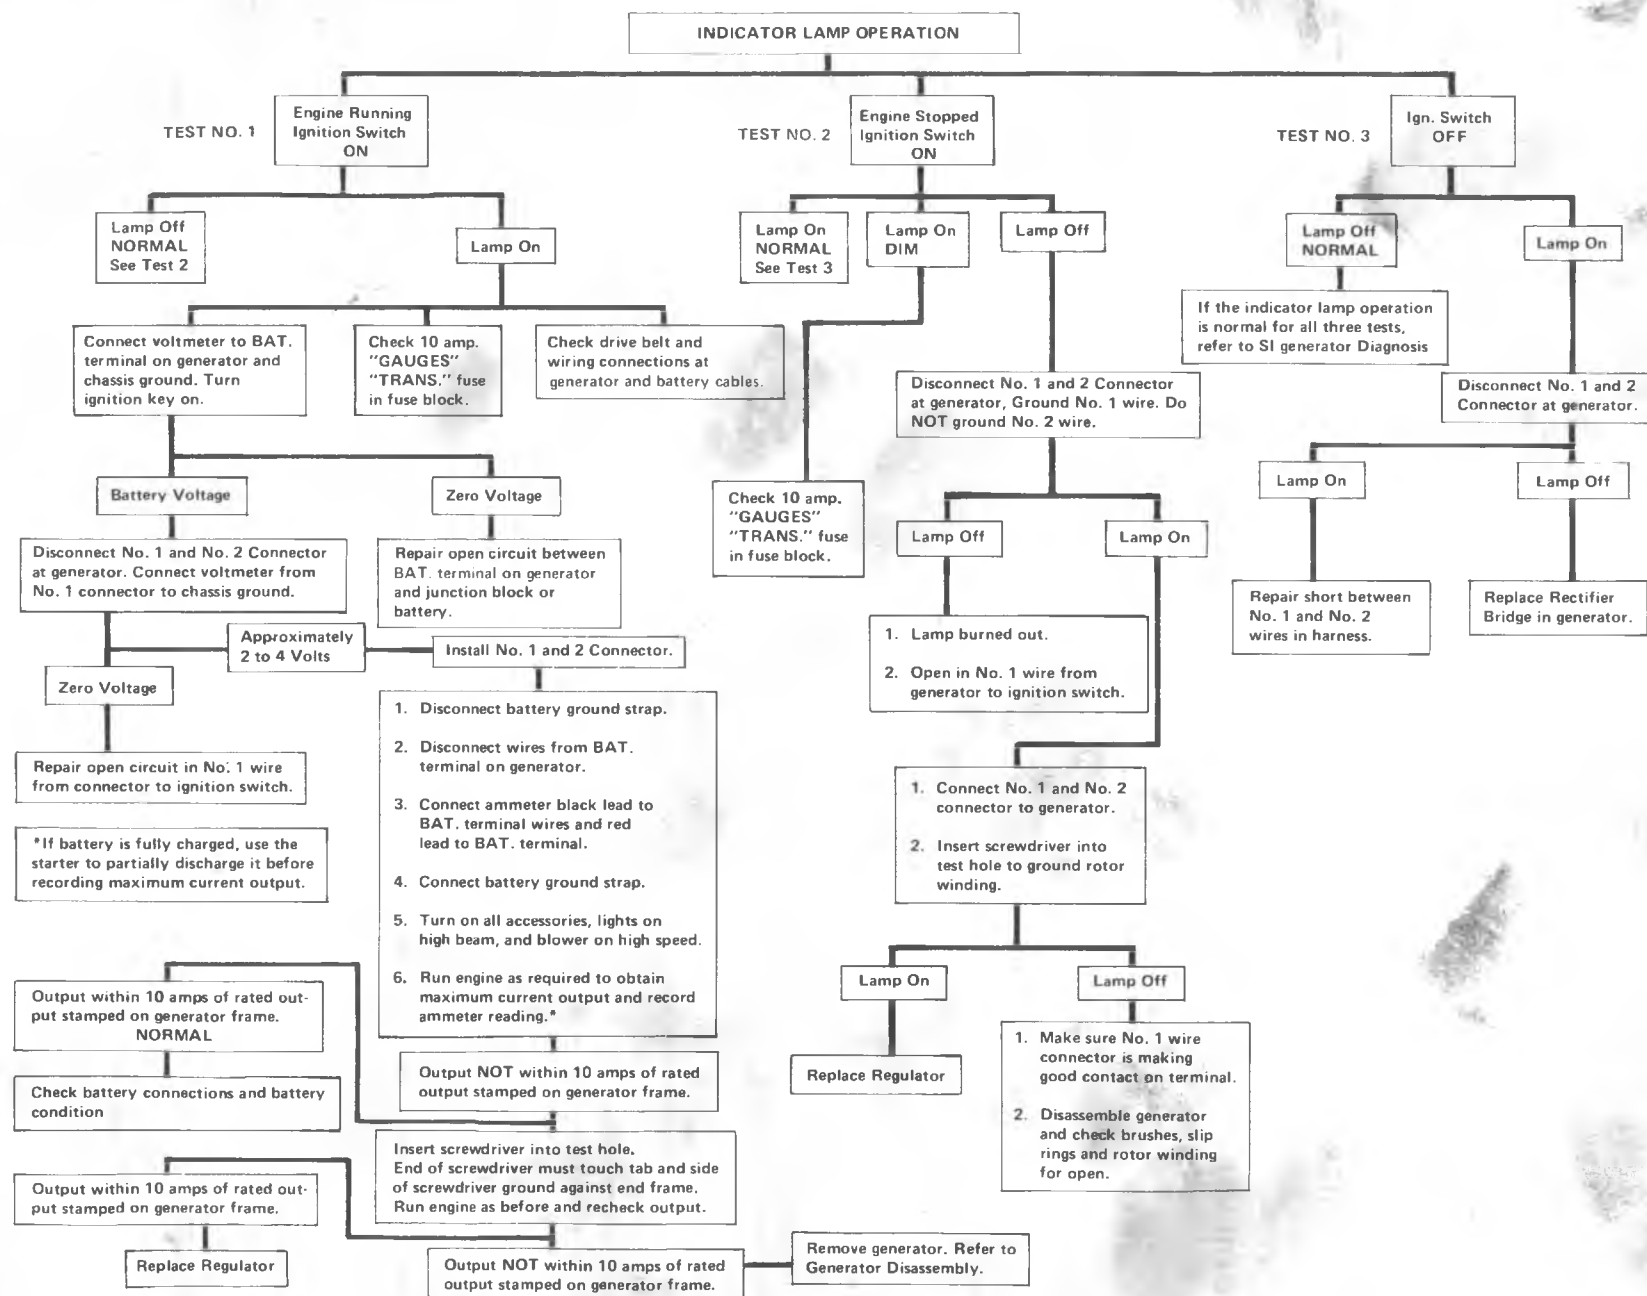 INDICATOR LAMP OPERATION
TEST NO. 1
Engine Running
Ignition Switch
ON
TEST NO. 2
Engine Stopped
Ignition Switch
ON
TEST NO. 3
Ign. Switch
OFF
Lamp Off
NORMAL
See Test 2
Lamp On
Lamp On
NORMAL
See Test 3
Lamp On
DIM
Lamp Off
Lamp Off
NORMAL
Lamp On
Connect voltmeter to BAT.
terminal on generator and
chassis ground. Turn
ignition key on.
Check 10 amp.
"GAUGES"
"TRANS." fuse
in fuse block.
Check drive belt and
wiring connections at
generator and battery cables.
If the indicator lamp operation
is normal for all three tests,
refer to SI generator Diagnosis
Disconnect No. 1 and 2 Connector
at generator, Ground No. 1 wire. Do
NOT ground No. 2 wire.
Disconnect No. 1 and 2
Connector at generator.
Battery Voltage
Zero Voltage
Check 10 amp.
"GAUGES"
"TRANS." fuse
in fuse block.
Lamp Off
Lamp On
Lamp On
Lamp Off
Disconnect No. 1 and No. 2 Connector
at generator. Connect voltmeter from
No. 1 connector to chassis ground.
Repair open circuit between
BAT. terminal on generator
and junction block or
battery.
Repair short between
No. 1 and No. 2
wires in harness.
Replace Rectifier
Bridge in generator.
Approximately
2 to 4 Volts
Install No. 1 and 2 Connector.
1. Lamp burned out.
2. Open in No. 1 wire from
generator to ignition switch.
Zero Voltage
Repair open circuit in No. 1 wire
from connector to ignition switch.
*If battery is fully charged, use the
starter to partially discharge it before
recording maximum current output.
1. Disconnect battery ground strap.
2. Disconnect wires from BAT.
terminal on generator.
3. Connect ammeter black lead to
BAT. terminal wires and red
lead to BAT. terminal.
4. Connect battery ground strap.
5. Turn on all accessories, lights on
high beam, and blower on high speed.
6. Run engine as required to obtain
maximum current output and record
ammeter reading.*
1. Connect No. 1 and No. 2
connector to generator.
2. Insert screwdriver into
test hole to ground rotor
winding.
Lamp On
Lamp Off
Output within 10 amps of rated out-
put stamped on generator frame.
NORMAL
Check battery connections and battery
condition
Output NOT within 10 amps of rated
output stamped on generator frame.
Replace Regulator
1. Make sure No. 1 wire
connector is making
good contact on terminal.
2. Disassemble generator
and check brushes, slip
rings and rotor winding
for open.
Insert screwdriver into test hole.
End of screwdriver must touch tab and side
of screwdriver ground against end frame.
Run engine as before and recheck output.
Output within 10 amps of rated out-
put stamped on generator frame.
Replace Regulator
Output NOT within 10 amps of rated
output stamped on generator frame.
Remove generator. Refer to
Generator Disassembly.